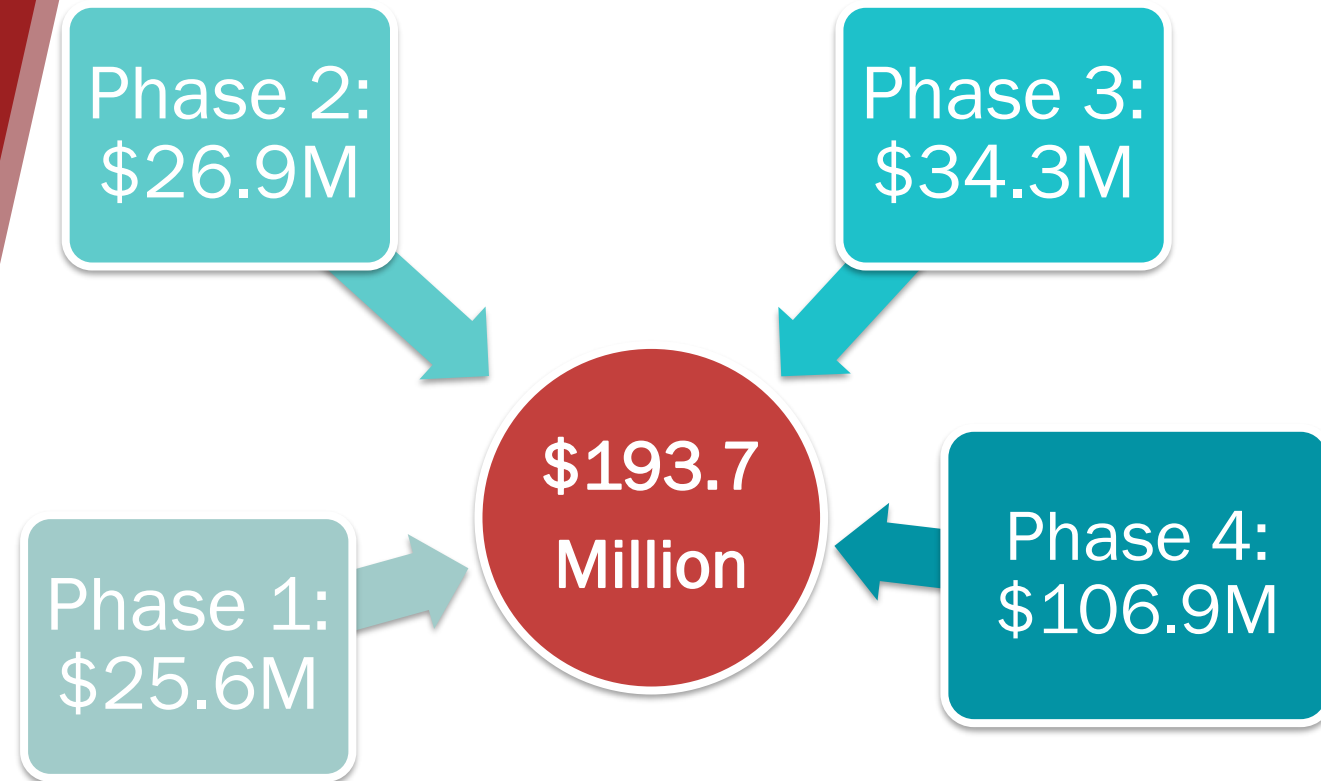 Phase 2:
$26.9M
Phase 3:
$34.3M
$193.7
Million
Phase 1:
$25.6M
Phase 4:
$106.9M